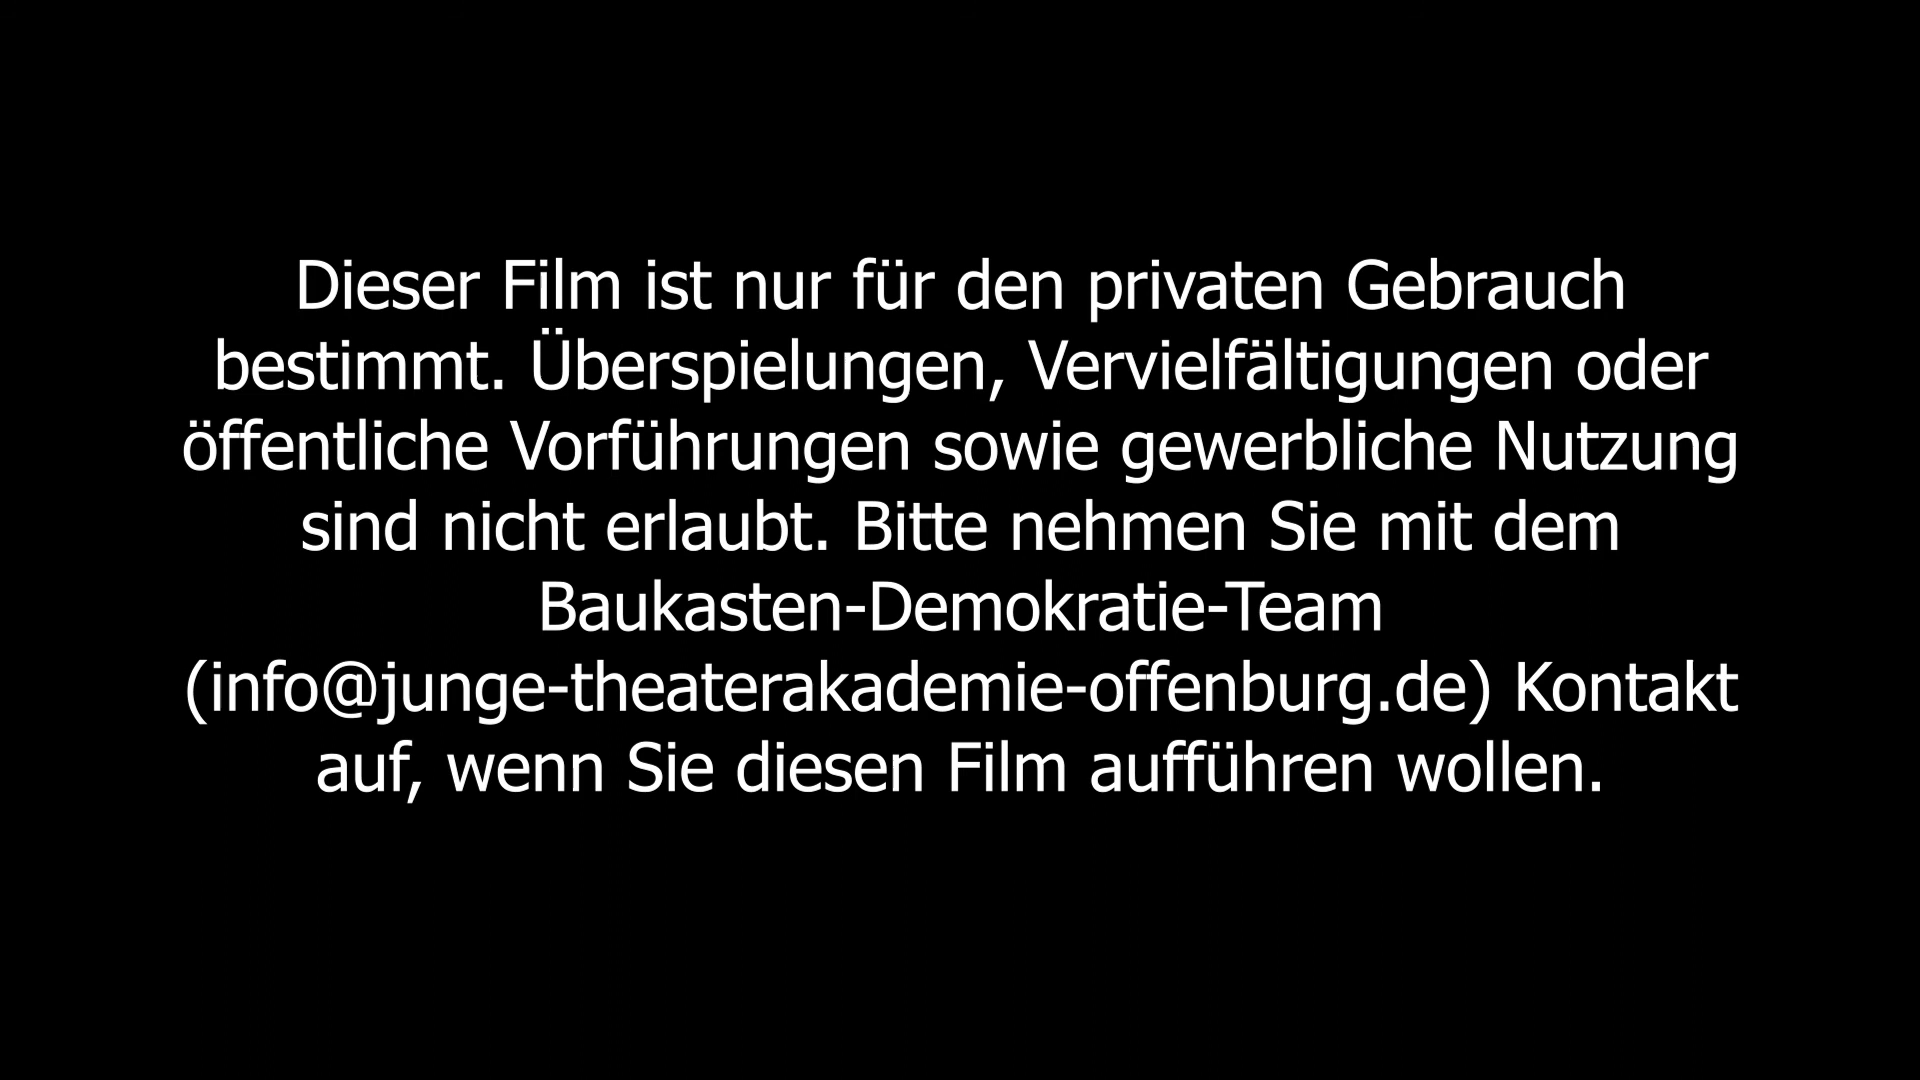 Dieser Film ist nur für den privaten Gebrauch
bestimmt. Überspielungen, Vervielfältigungen oder
öffentliche Vorführungen sowie gewerbliche Nutzung
sind nicht erlaubt. Bitte nehmen Sie mit dem
Baukasten-Demokratie-Team
(info@junge-theaterakademie-offenburg.de) Kontakt
auf, wenn Sie diesen Film aufführen wollen.